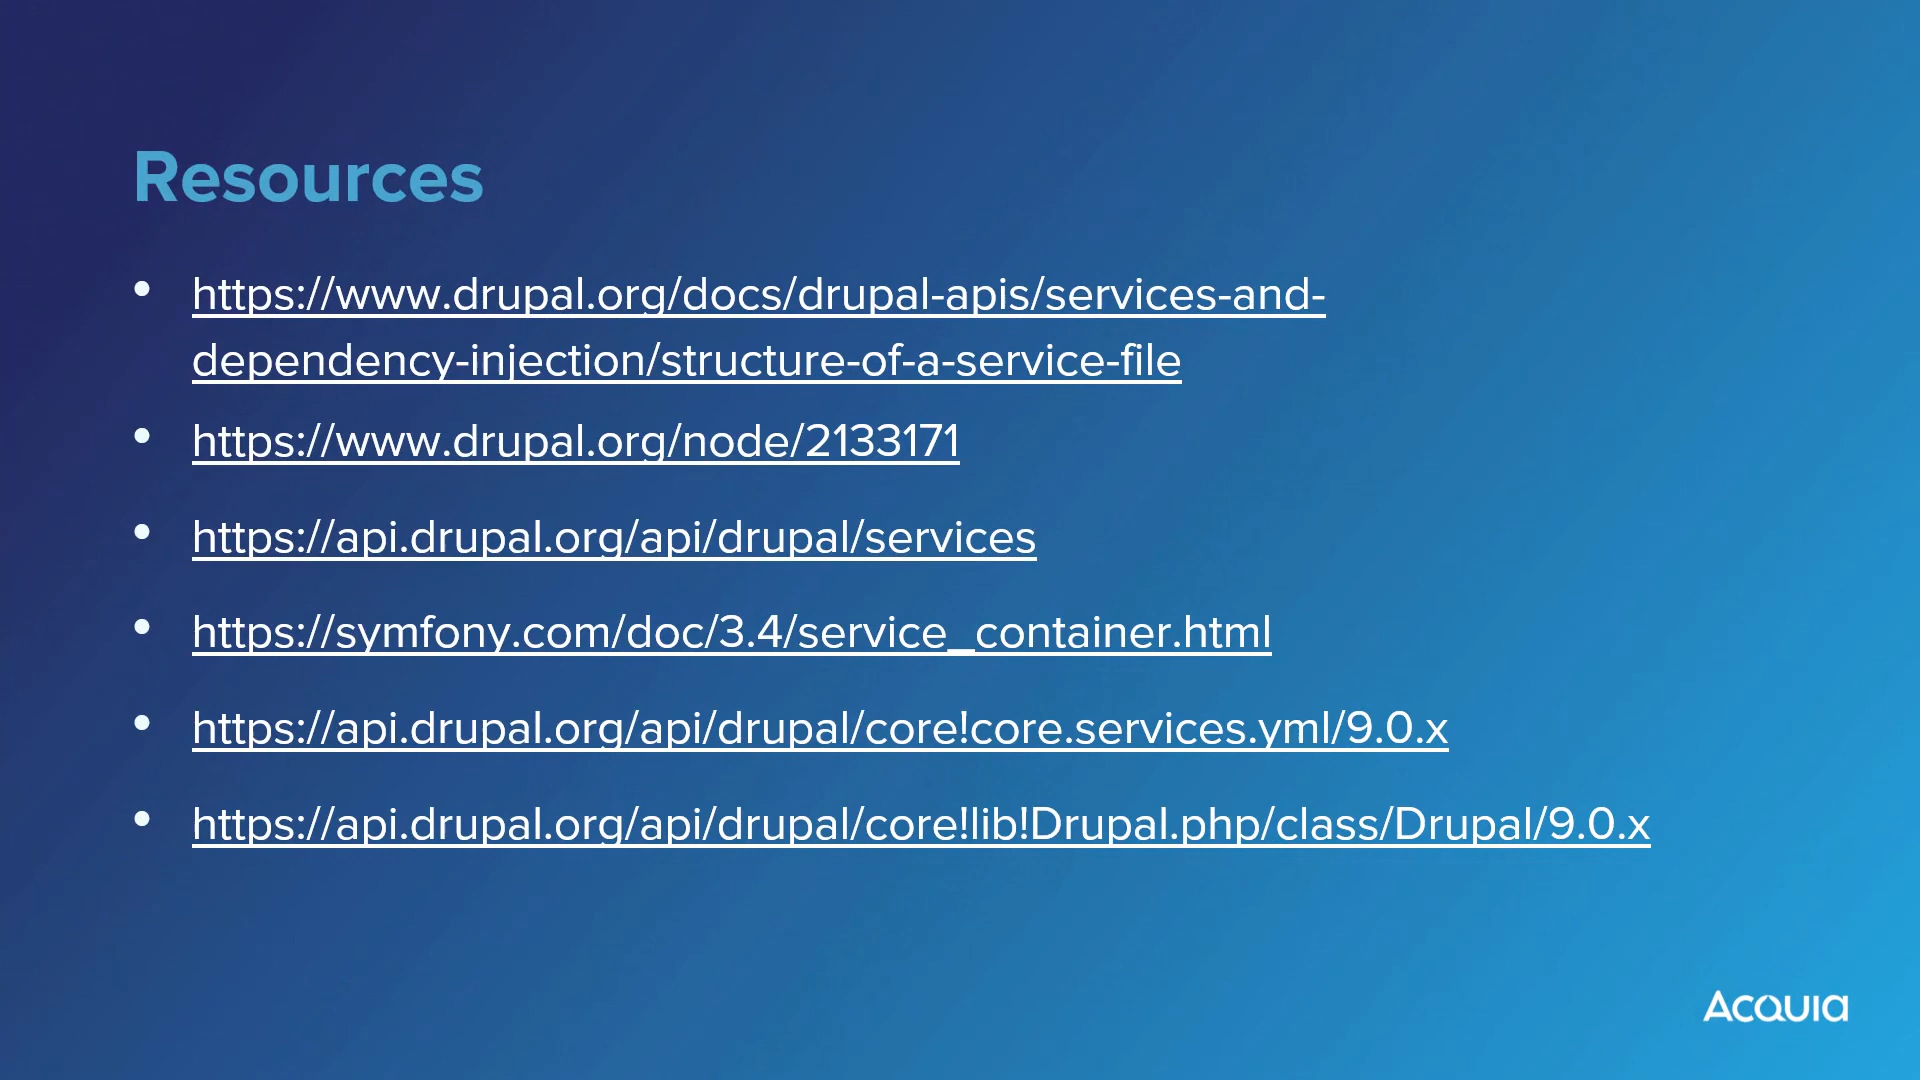 Resources
• https://www.drupal.org/docs/drupal-apis/services-and-
dependency-injection/structure-of-a-service-file
• https://www.drupal.org/node/2133171
• https://api.drupal.org/api/drupal/services
• https://symfony.com/doc/3.4/service_container.html
• https://api.drupal.org/api/drupal/core!core.services.yml/9.0.x
• https://api.drupal.org/api/drupal/core!lib!Drupal.php/class/Drupal/9.0.x
Acquia